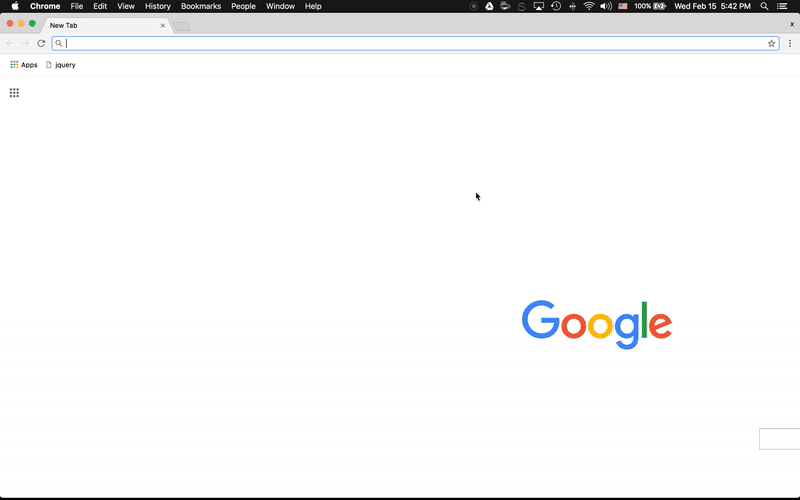 Chrome File Edit View History Bookmarks People Window Help 100% Wed Feb 15 5:42 PM
New Tab
Apps jquery
Google